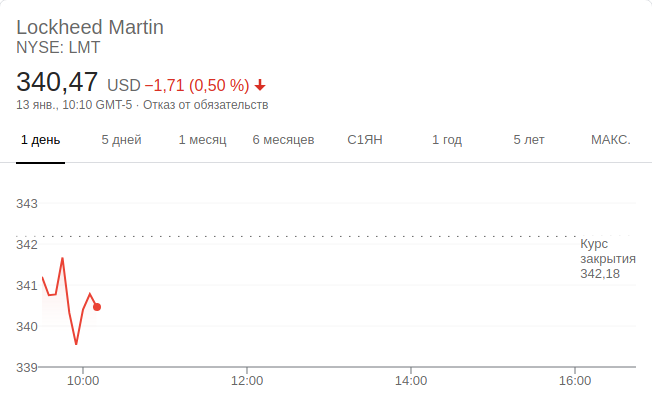 Lockheed Martin
NYSE: LMT
340,47 USD −1,71 (0,50 %)
13 янв., 10:10 GMT-5 · Отказ от обязательств
1 день 5 дней 1 месяц 6 месяцев С1ЯН 1 год 5 лет МАКС.
343
342
Курс
закрытия
342,18
341
340
339
10:00 12:00 14:00 16:00